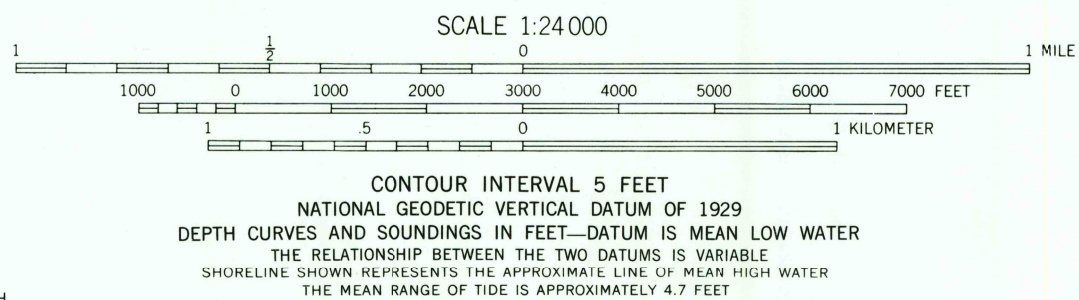 SCALE 1:24 000
1 1/2 0 1 MILE
1000 0 1000 2000 3000 4000 5000 6000 7000 FEET
1 .5 0 1 KILOMETER
CONTOUR INTERVAL 5 FEET
NATIONAL GEODETIC VERTICAL DATUM OF 1929
DEPTH CURVES AND SOUNDINGS IN FEET—DATUM IS MEAN LOW WATER
THE RELATIONSHIP BETWEEN THE TWO DATUMS IS VARIABLE
SHORELINE SHOWN REPRESENTS THE APPROXIMATE LINE OF MEAN HIGH WATER
THE MEAN RANGE OF TIDE IS APPROXIMATELY 4.7 FEET